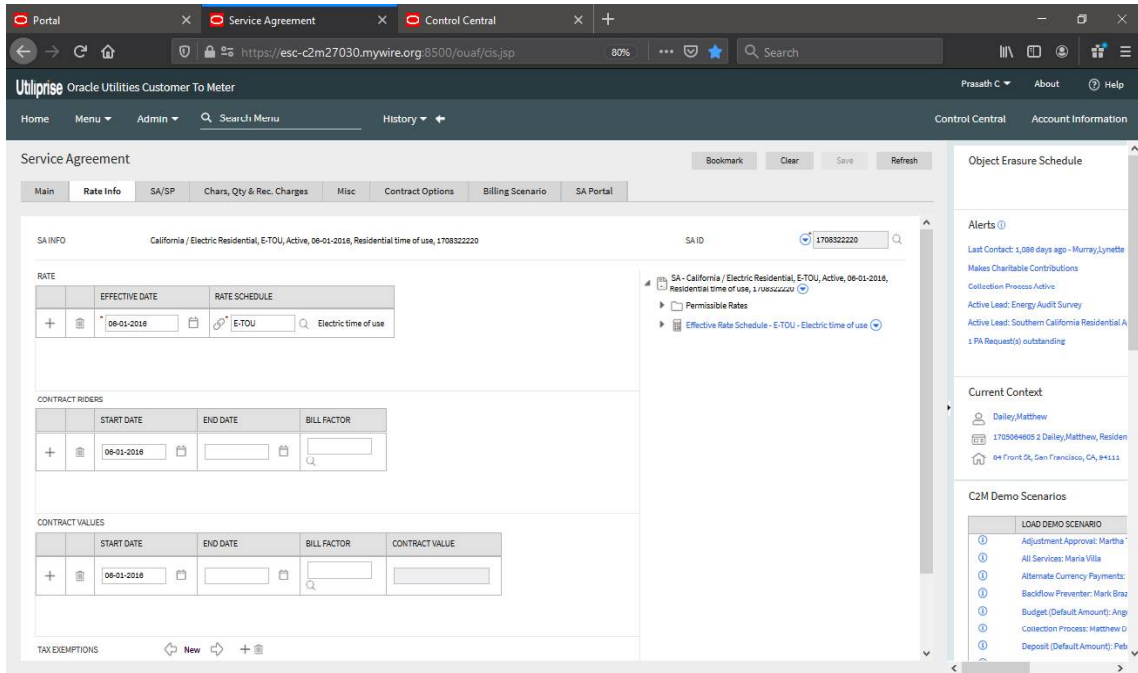 Portal
Service Agreement
Control Central
https://esc-c2m27030.mywire.org:8500/ouaf/cis.jsp
80%
Search
Utiliprise Oracle Utilities Customer To Meter
Prasath C
About
Help
Home
Menu
Admin
Search Menu
History
Control Central
Account Information
Service Agreement
Bookmark
Clear
Save
Refresh
Main
Rate Info
SA/SP
Chars, Qty & Rec. Charges
Misc
Contract Options
Billing Scenario
SA Portal
SA INFO
California / Electric Residential, E-TOU, Active, 06-01-2016, Residential time of use, 1708322220
SA ID
1708322220
RATE
EFFECTIVE DATE
RATE SCHEDULE
06-01-2016
E-TOU
Electric time of use
SA - California / Electric Residential, E-TOU, Active, 06-01-2016,
Residential time of use, 1708322220
Permissible Rates
Effective Rate Schedule - E-TOU - Electric time of use
CONTRACT RIDERS
START DATE
END DATE
BILL FACTOR
06-01-2016
CONTRACT VALUES
START DATE
END DATE
BILL FACTOR
CONTRACT VALUE
06-01-2016
TAX EXEMPTIONS
New
Object Erasure Schedule
Alerts
Last Contact: 1,086 days ago - Murray,Lynette
Makes Charitable Contributions
Collection Process Active
Active Lead: Energy Audit Survey
Active Lead: Southern California Residential A
1 PA Request(s) outstanding
Current Context
Dailey,Matthew
1705064605 2 Dailey,Matthew, Residen
64 Front St, San Francisco, CA, 94111
C2M Demo Scenarios
LOAD DEMO SCENARIO
Adjustment Approval: Martha
All Services: Maria Villa
Alternate Currency Payments:
Backflow Preventer: Mark Braz
Budget (Default Amount): Ang
Collection Process: Matthew D
Deposit (Default Amount): Pet